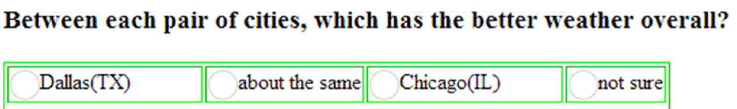 Between each pair of cities, which has the better weather overall?
Dallas(TX) about the same Chicago(IL) not sure